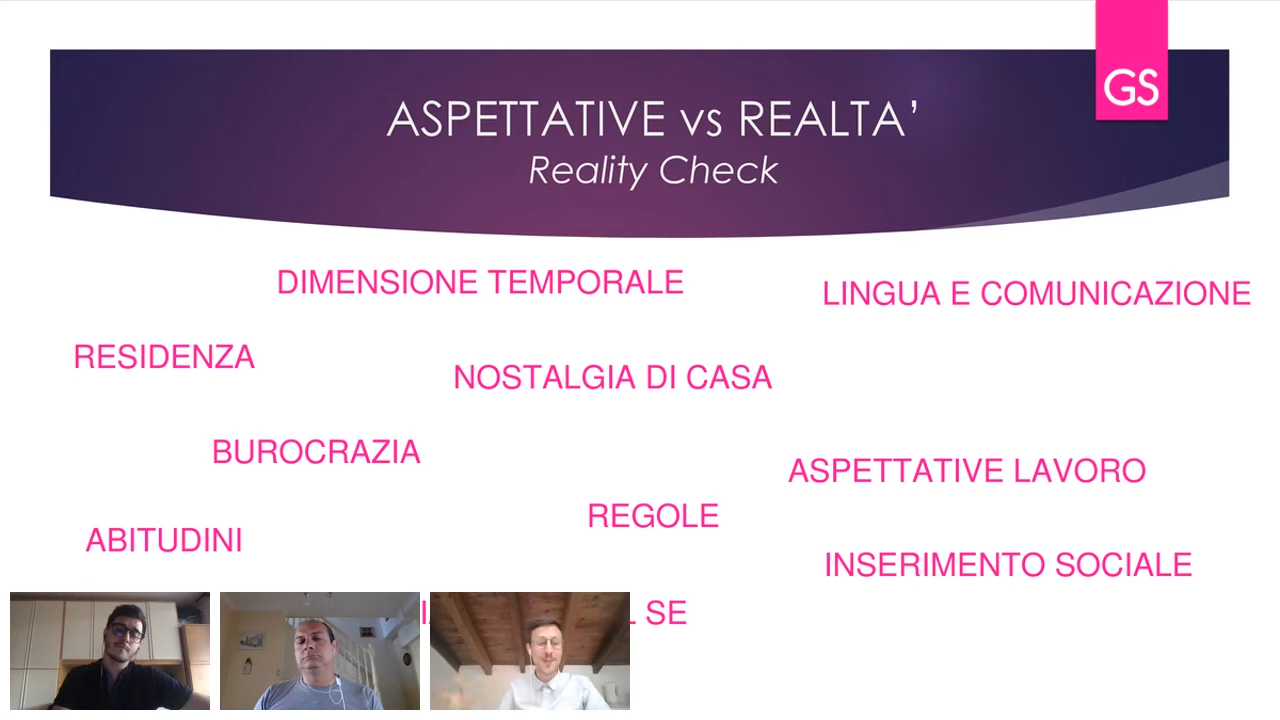 GS
ASPETTATIVE vs REALTA’
Reality Check
DIMENSIONE TEMPORALE
LINGUA E COMUNICAZIONE
RESIDENZA
NOSTALGIA DI CASA
BUROCRAZIA
ASPETTATIVE LAVORO
REGOLE
ABITUDINI
INSERIMENTO SOCIALE
SE